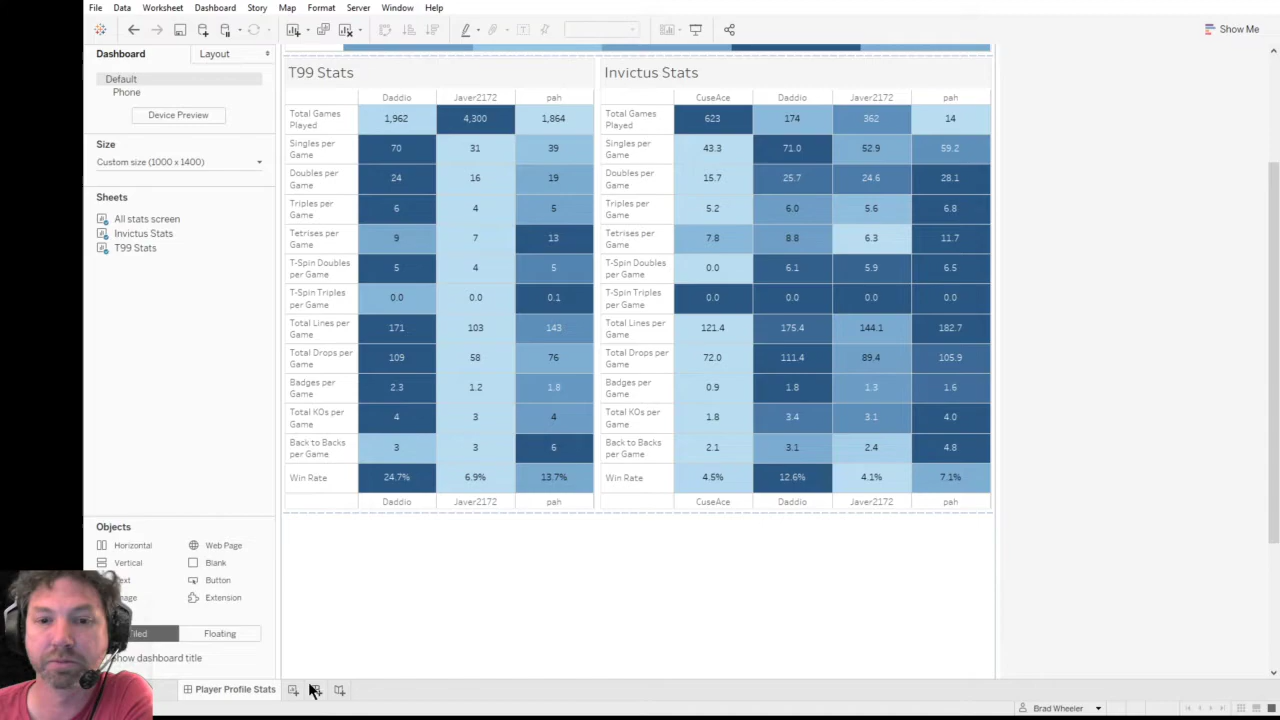 File Data Worksheet Dashboard Story Map Format Server Window Help
Show Me
Dashboard Layout
Default
Phone
Device Preview
Size
Custom size (1000 x 1400)
Sheets
All stats screen
Invictus Stats
T99 Stats
Objects
Horizontal Web Page
Vertical Blank
Text Button
Image Extension
Tiled Floating
Show dashboard title
T99 Stats
Daddio Javer2172 pah
Total Games
Played 1,962 4,300 1,864
Singles per
Game 70 31 39
Doubles per
Game 24 16 19
Triples per
Game 6 4 5
Tetrises per
Game 9 7 13
T-Spin Doubles
per Game 5 4 5
T-Spin Triples
per Game 0.0 0.0 0.1
Total Lines per
Game 171 103 143
Total Drops per
Game 109 58 76
Badges per
Game 2.3 1.2 1.8
Total KOs per
Game 4 3 4
Back to Backs
per Game 3 3 6
Win Rate 24.7% 6.9% 13.7%
Daddio Javer2172 pah
Invictus Stats
CuseAce Daddio Javer2172 pah
Total Games
Played 623 174 362 14
Singles per
Game 43.3 71.0 52.9 59.2
Doubles per
Game 15.7 25.7 24.6 28.1
Triples per
Game 5.2 6.0 5.6 6.8
Tetrises per
Game 7.8 8.8 6.3 11.7
T-Spin Doubles
per Game 0.0 6.1 5.9 6.5
T-Spin Triples
per Game 0.0 0.0 0.0 0.0
Total Lines per
Game 121.4 175.4 144.1 182.7
Total Drops per
Game 72.0 111.4 89.4 105.9
Badges per
Game 0.9 1.8 1.3 1.6
Total KOs per
Game 1.8 3.4 3.1 4.0
Back to Backs
per Game 2.1 3.1 2.4 4.8
Win Rate 4.5% 12.6% 4.1% 7.1%
CuseAce Daddio Javer2172 pah
Player Profile Stats
Brad Wheeler